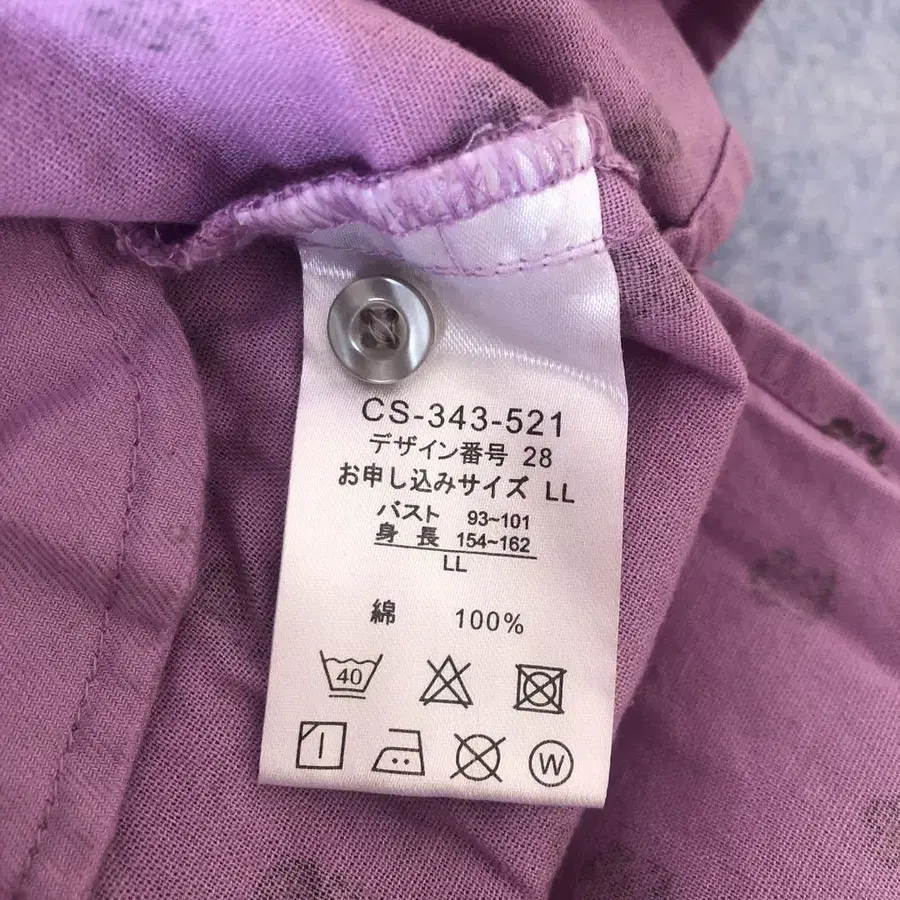 CS-343-521
デザイン番号 28
お申し込みサイズ LL
バスト 93~101
身 長 154~162
LL
綿 100%
40
W